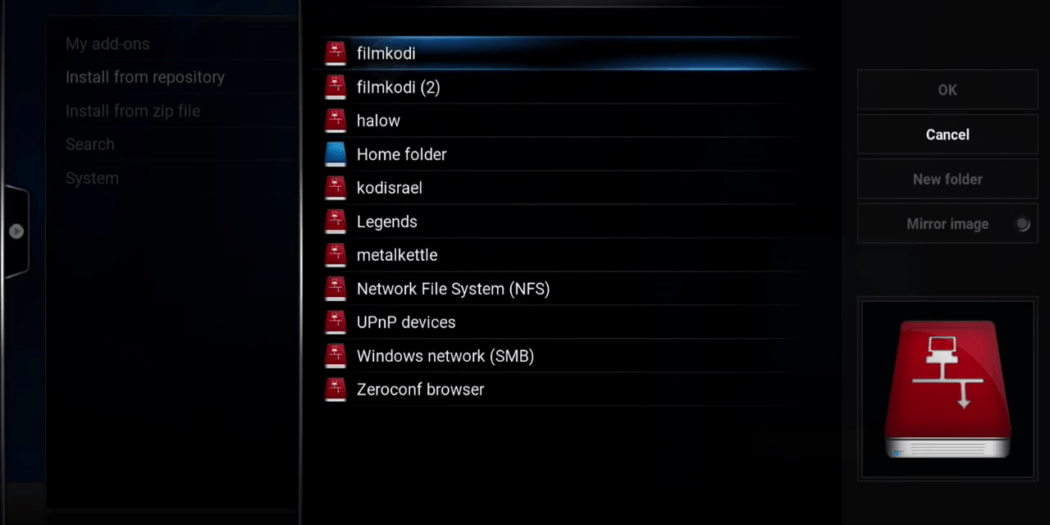 My add-ons
Install from repository
Install from zip file
Search
System
filmkodi
filmkodi (2)
halow
Home folder
kodisrael
Legends
metalkettle
Network File System (NFS)
UPnP devices
Windows network (SMB)
Zeroconf browser
OK
Cancel
New folder
Mirror image